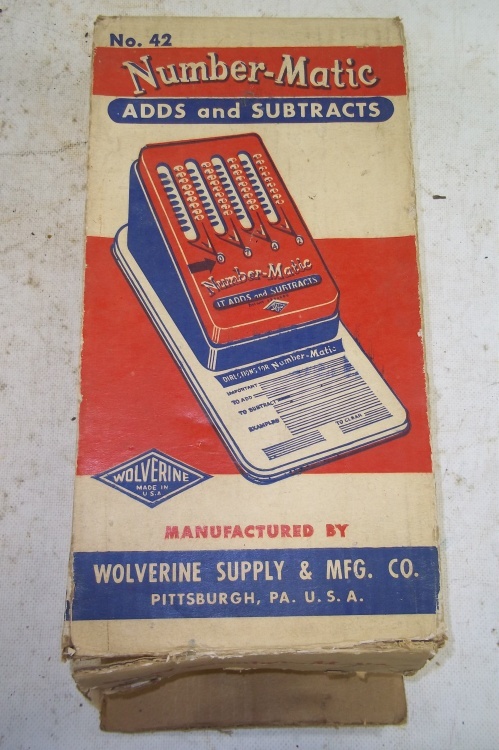 No. 42
Number-Matic
ADDS and SUBTRACTS
Number-Matic
IT ADDS and SUBTRACTS
DIRECTIONS FOR Number-Matic
IMPORTANT
TO ADD
TO SUBTRACT
EXAMPLES
TO CLEAR
WOLVERINE
MADE IN
U.S.A
MANUFACTURED BY
WOLVERINE SUPPLY & MFG. CO.
PITTSBURGH, PA. U. S. A.